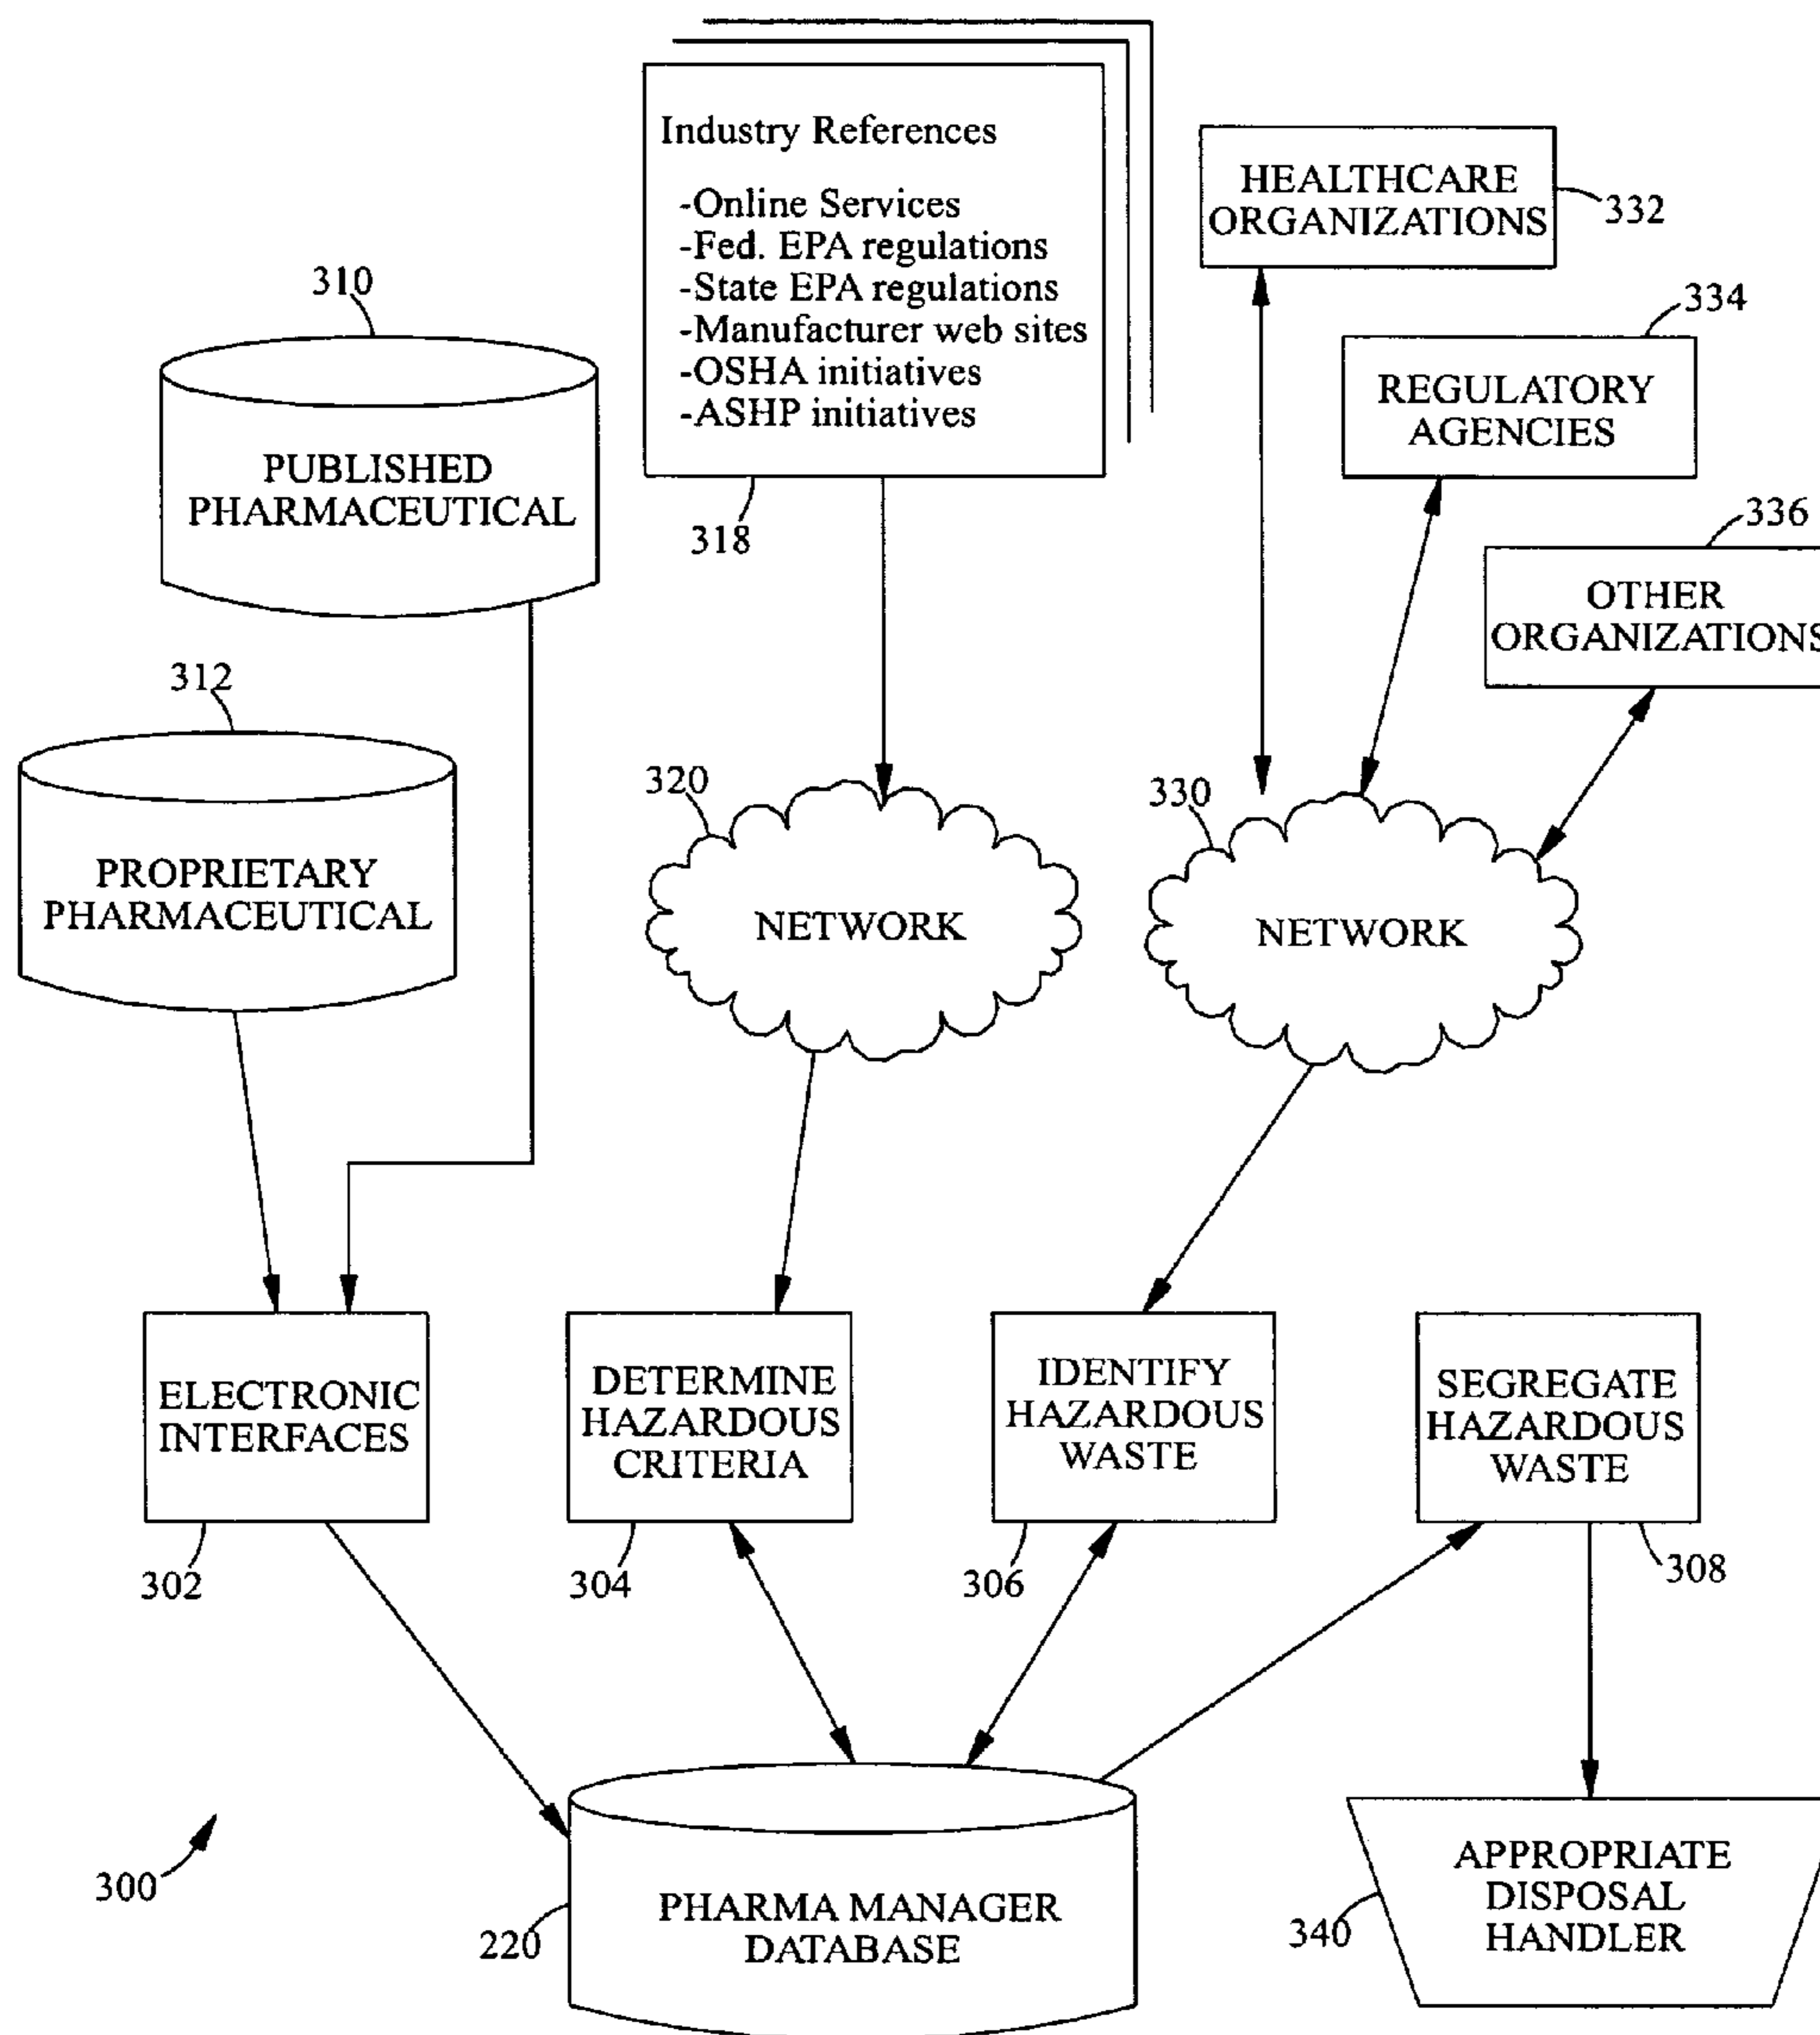 Industry References
-Online Services
-Fed. EPA regulations
-State EPA regulations
-Manufacturer web sites
-OSHA initiatives
-ASHP initiatives
318
HEALTHCARE
ORGANIZATIONS
332
334
REGULATORY
AGENCIES
336
OTHER
ORGANIZATIONS
310
PUBLISHED
PHARMACEUTICAL
312
PROPRIETARY
PHARMACEUTICAL
320
NETWORK
330
NETWORK
ELECTRONIC
INTERFACES
302
DETERMINE
HAZARDOUS
CRITERIA
304
IDENTIFY
HAZARDOUS
WASTE
306
SEGREGATE
HAZARDOUS
WASTE
308
300
PHARMA MANAGER
DATABASE
220
APPROPRIATE
DISPOSAL
HANDLER
340